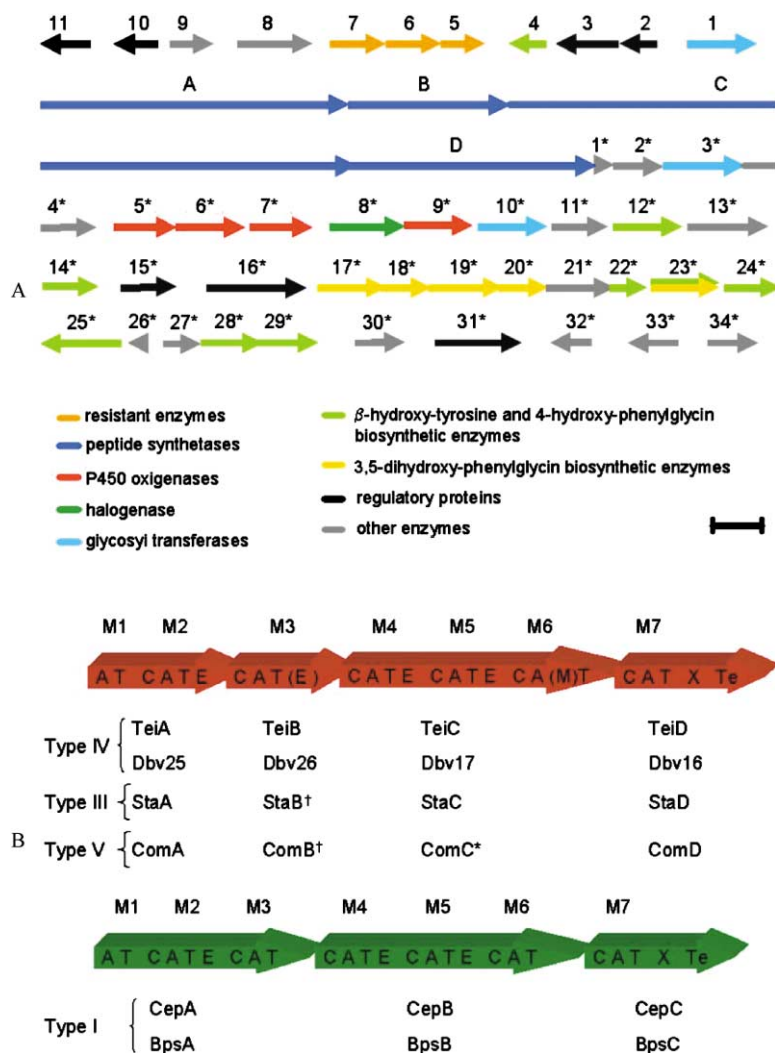 11 10 9 8 7 6 5 4 3 2 1
A B C
D 1* 2* 3*
4* 5* 6* 7* 8* 9* 10* 11* 12* 13*
14* 15* 16* 17* 18* 19* 20* 21* 22* 23* 24*
A
25* 26* 27* 28* 29* 30* 31* 32* 33* 34*
resistant enzymes
peptide synthetases
P450 oxigenases
halogenase
glycosyl transferases
β-hydroxy-tyrosine and 4-hydroxy-phenylglycin
biosynthetic enzymes
3,5-dihydroxy-phenylglycin biosynthetic enzymes
regulatory proteins
other enzymes
M1 M2 M3 M4 M5 M6 M7
AT CATE CAT(E) CATE CATE CA(M)T CAT X Te
TeiA TeiB TeiC TeiD
Type IV
Dbv25 Dbv26 Dbv17 Dbv16
Type III StaA StaB† StaC StaD
B
Type V ComA ComB† ComC* ComD
M1 M2 M3 M4 M5 M6 M7
AT CATE CAT CATE CATE CAT CAT X Te
CepA CepB CepC
Type I
BpsA BpsB BpsC